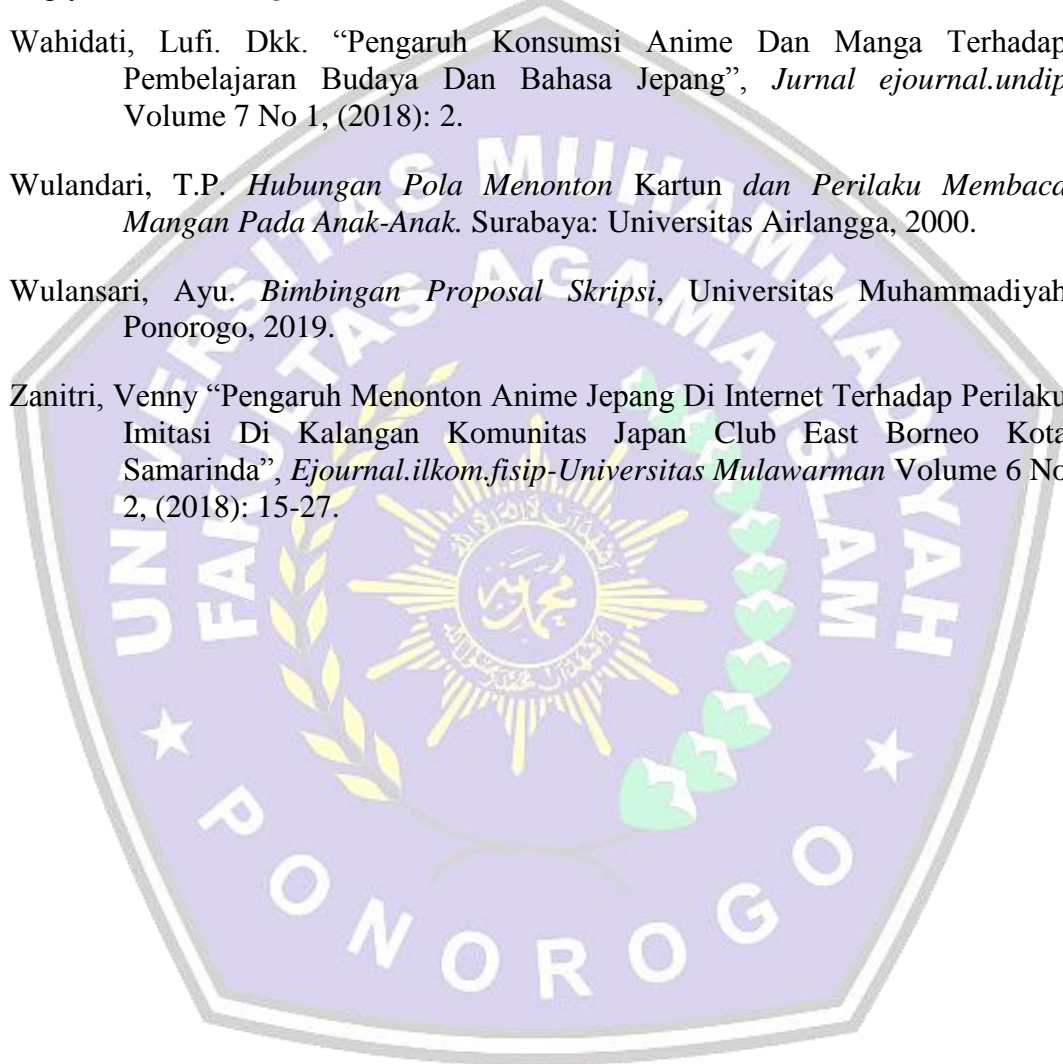 Wahidati, Lufi. Dkk. “Pengaruh Konsumsi Anime Dan Manga Terhadap
Pembelajaran Budaya Dan Bahasa Jepang”, Jurnal ejournal.undip
Volume 7 No 1, (2018): 2.
Wulandari, T.P. Hubungan Pola Menonton Kartun dan Perilaku Membaca
Mangan Pada Anak-Anak. Surabaya: Universitas Airlangga, 2000.
Wulansari, Ayu. Bimbingan Proposal Skripsi, Universitas Muhammadiyah
Ponorogo, 2019.
Zanitri, Venny “Pengaruh Menonton Anime Jepang Di Internet Terhadap Perilaku
Imitasi Di Kalangan Komunitas Japan Club East Borneo Kota
Samarinda”, Ejournal.ilkom.fisip-Universitas Mulawarman Volume 6 No
2, (2018): 15-27.
UNIVERSITAS MUHAMMADIYAH
FAKULTAS AGAMA ISLAM
PONOROGO